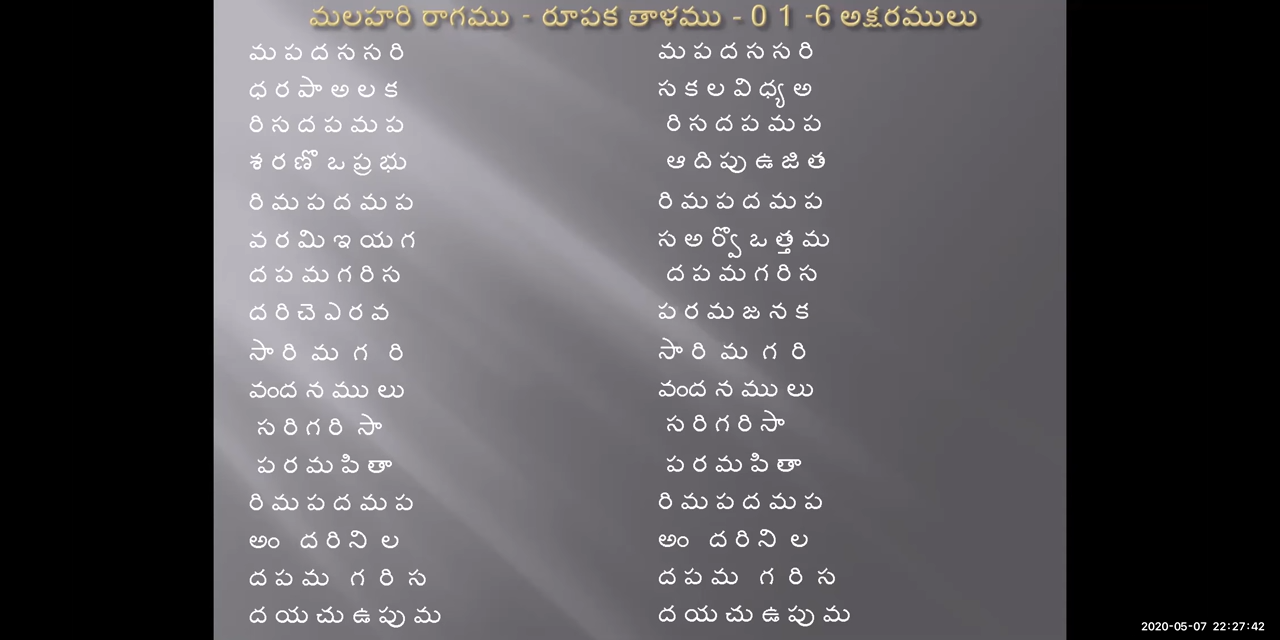 మలహరి రాగము - రూపక తాళము - 0 1 -6 అక్షరములు
మ ప ద స స రి
ధ ర పా అ ల క
రి స ద ప మ ప
శ ర ణొ ఒ ప్ర భు
రి మ ప ద మ ప
వ ర మి ఇ య గ
ద ప మ గ రి స
ద రి చె ఎ ర వ
సా రి మ గ రి
వంద న ము లు
స రి గ రి సా
ప ర మ పి తా
రి మ ప ద మ ప
అం ద రి ని ల
ద ప మ గ రి స
ద య చు ఉ పు మ
మ ప ద స స రి
స క ల వి ధ్య అ
రి స ద ప మ ప
ఆ ది పు ఉ జి త
రి మ ప ద మ ప
స అ ర్వొ ఒ త్త మ
ద ప మ గ రి స
ప ర మ జ న క
సా రి మ గ రి
వంద న ము లు
స రి గ రి సా
ప ర మ పి తా
రి మ ప ద మ ప
అం ద రి ని ల
ద ప మ గ రి స
ద య చు ఉ పు మ
2020-05-07 22:27:42